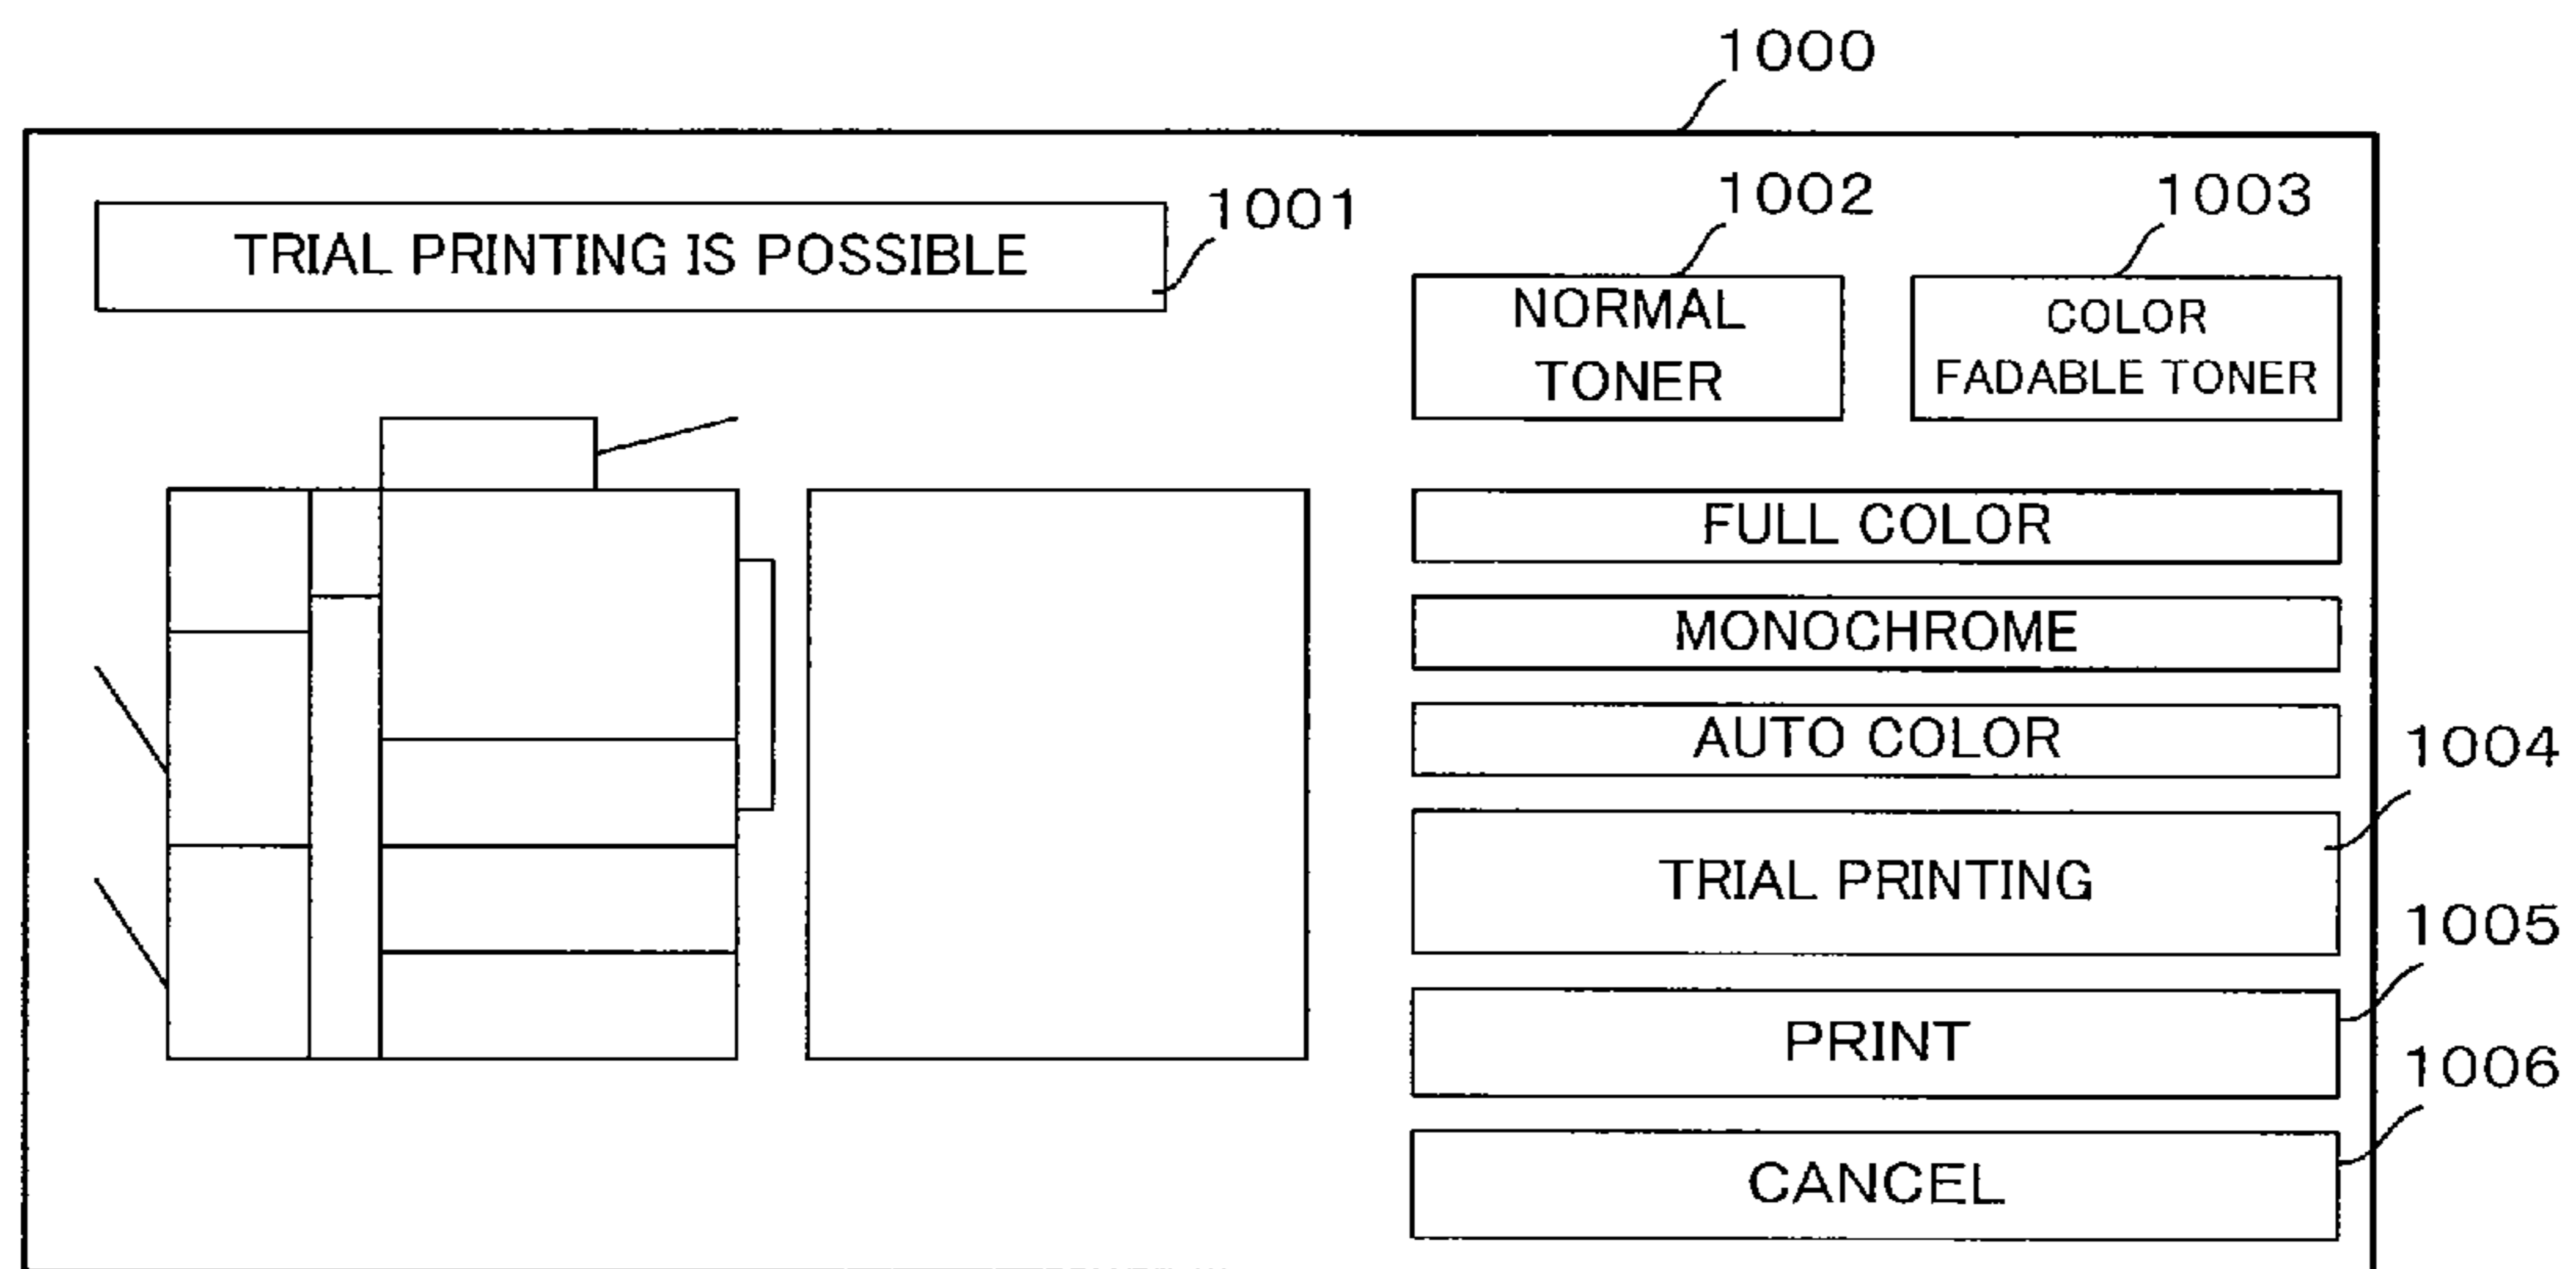 1000
1001
TRIAL PRINTING IS POSSIBLE
1002
NORMAL
TONER
1003
COLOR
FADABLE TONER
FULL COLOR
MONOCHROME
AUTO COLOR
1004
TRIAL PRINTING
1005
PRINT
1006
CANCEL